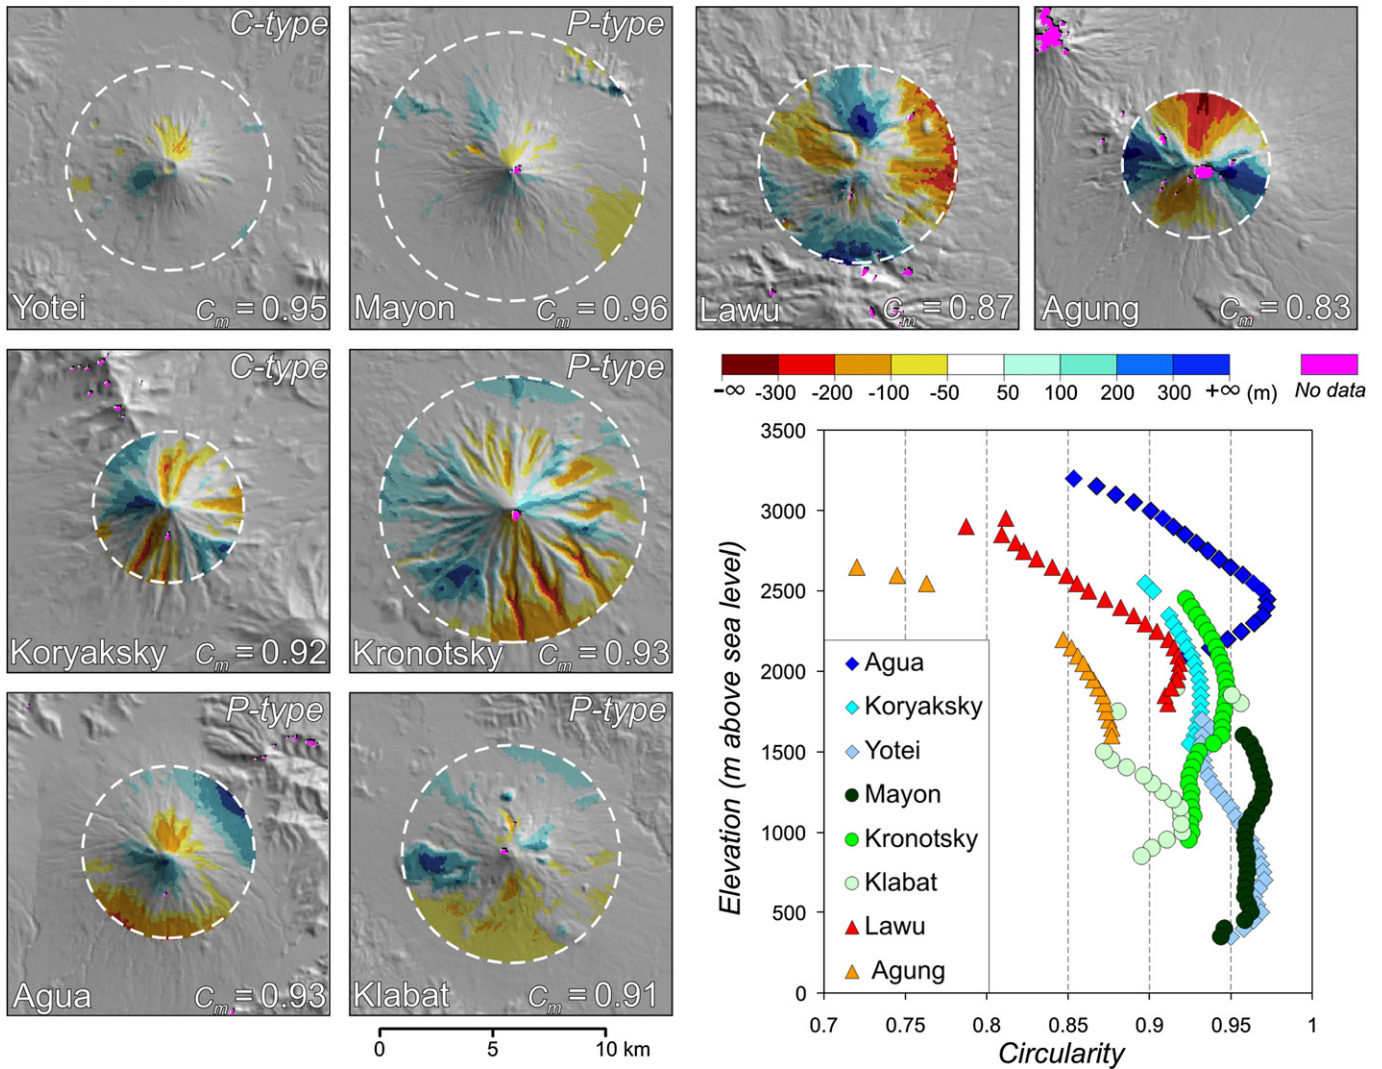 C-type
Yotei
Cm = 0.95
P-type
Mayon
Cm = 0.96
Lawu
Cm = 0.87
Agung
Cm = 0.83
C-type
Koryaksky
Cm = 0.92
P-type
Kronotsky
Cm = 0.93
P-type
Agua
Cm = 0.93
P-type
Klabat
Cm = 0.91
0 5 10 km
-∞ -300 -200 -100 -50 50 100 200 300 +∞ (m) No data
3500
3000
2500
2000
1500
1000
500
0
Elevation (m above sea level)
Agua
Koryaksky
Yotei
Mayon
Kronotsky
Klabat
Lawu
Agung
0.7 0.75 0.8 0.85 0.9 0.95 1
Circularity